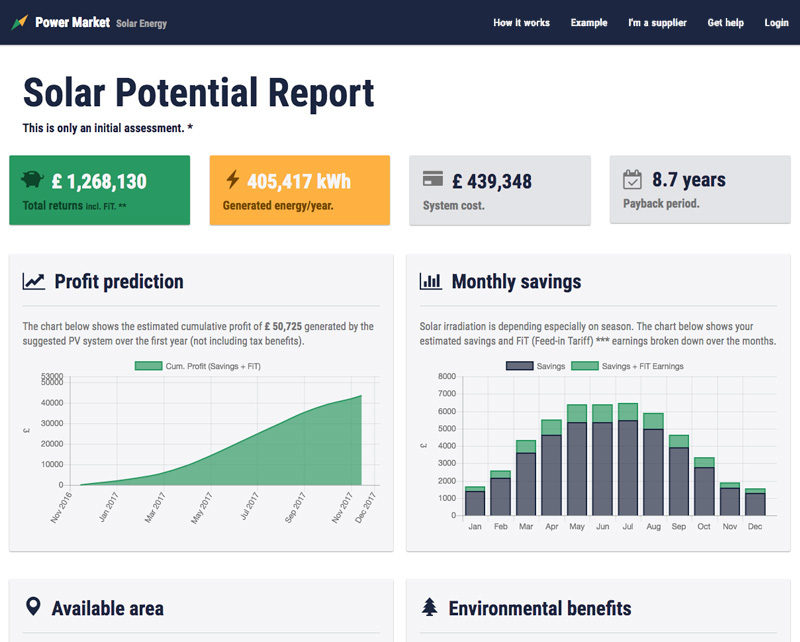 Power Market Solar Energy
How it works
Example
I'm a supplier
Get help
Login
Solar Potential Report
This is only an initial assessment. *
£ 1,268,130
Total returns incl. FiT. **
405,417 kWh
Generated energy/year.
£ 439,348
System cost.
8.7 years
Payback period.
Profit prediction
The chart below shows the estimated cumulative profit of £ 50,725 generated by the
suggested PV system over the first year (not including tax benefits).
Cum. Profit (Savings + FiT)
53000
50000
40000
30000
20000
10000
0
£
Nov 2016
Jan 2017
Mar 2017
May 2017
Jul 2017
Sep 2017
Nov 2017
Dec 2017
Monthly savings
Solar irradiation is depending especially on season. The chart below shows your
estimated savings and FiT (Feed-in Tariff) *** earnings broken down over the months.
Savings
Savings + FIT Earnings
8000
7000
6000
5000
4000
3000
2000
1000
0
£
Jan
Feb
Mar
Apr
May
Jun
Jul
Aug
Sep
Oct
Nov
Dec
Available area
Environmental benefits